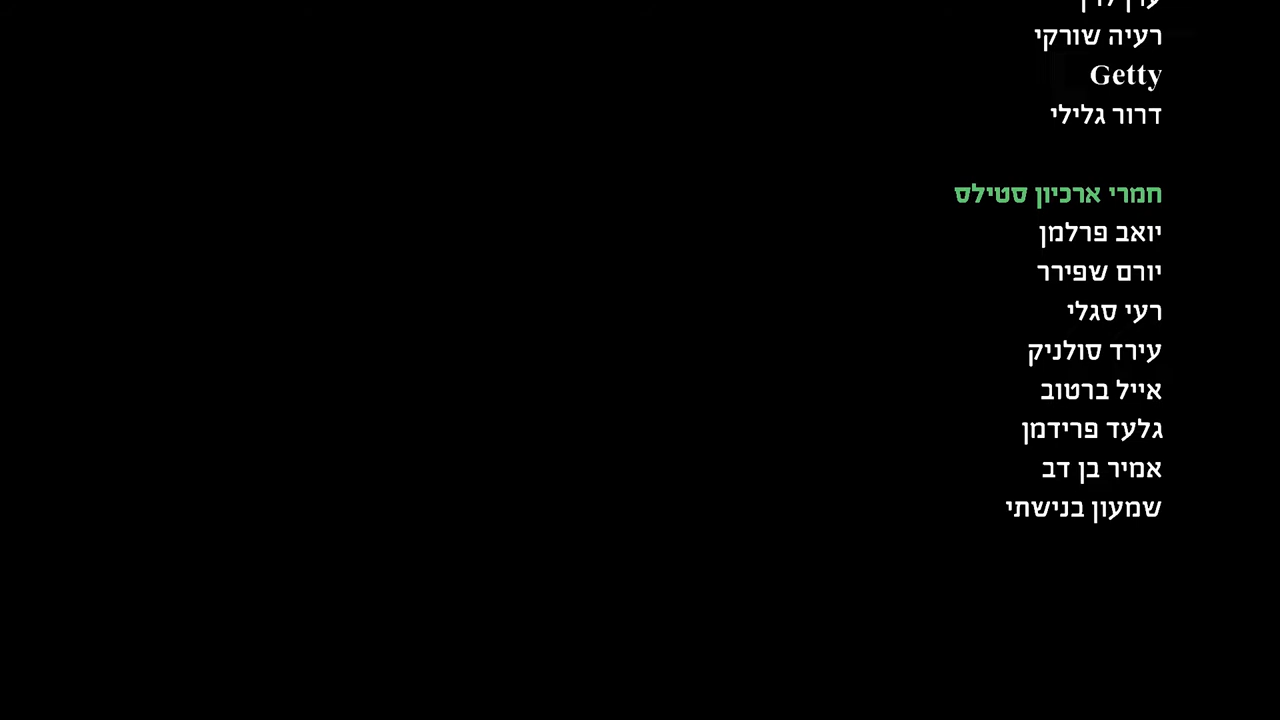 רעיה שורקי
Getty
דרור גלילי
חמרי ארכיון סטילס
יואב פרלמן
יורם שפירר
רעי סגלי
עירד סולניק
אייל ברטוב
גלעד פרידמן
אמיר בן דב
שמעון בנישתי